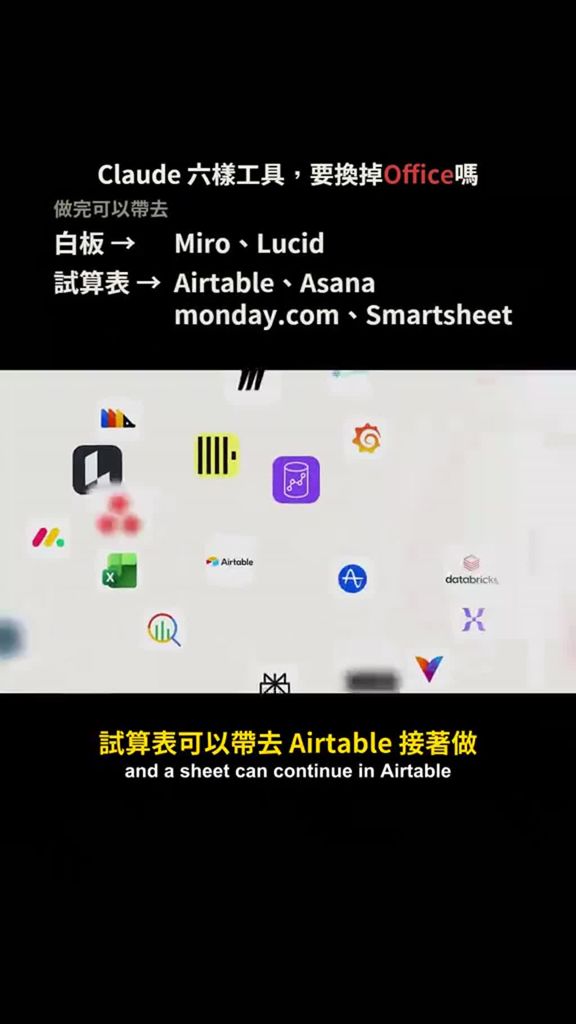 Claude 六樣工具，要換掉Office嗎
做完可以帶去
白板 → Miro、Lucid
試算表 → Airtable、Asana
monday.com、Smartsheet
Airtable
databricks
試算表可以帶去 Airtable 接著做
and a sheet can continue in Airtable